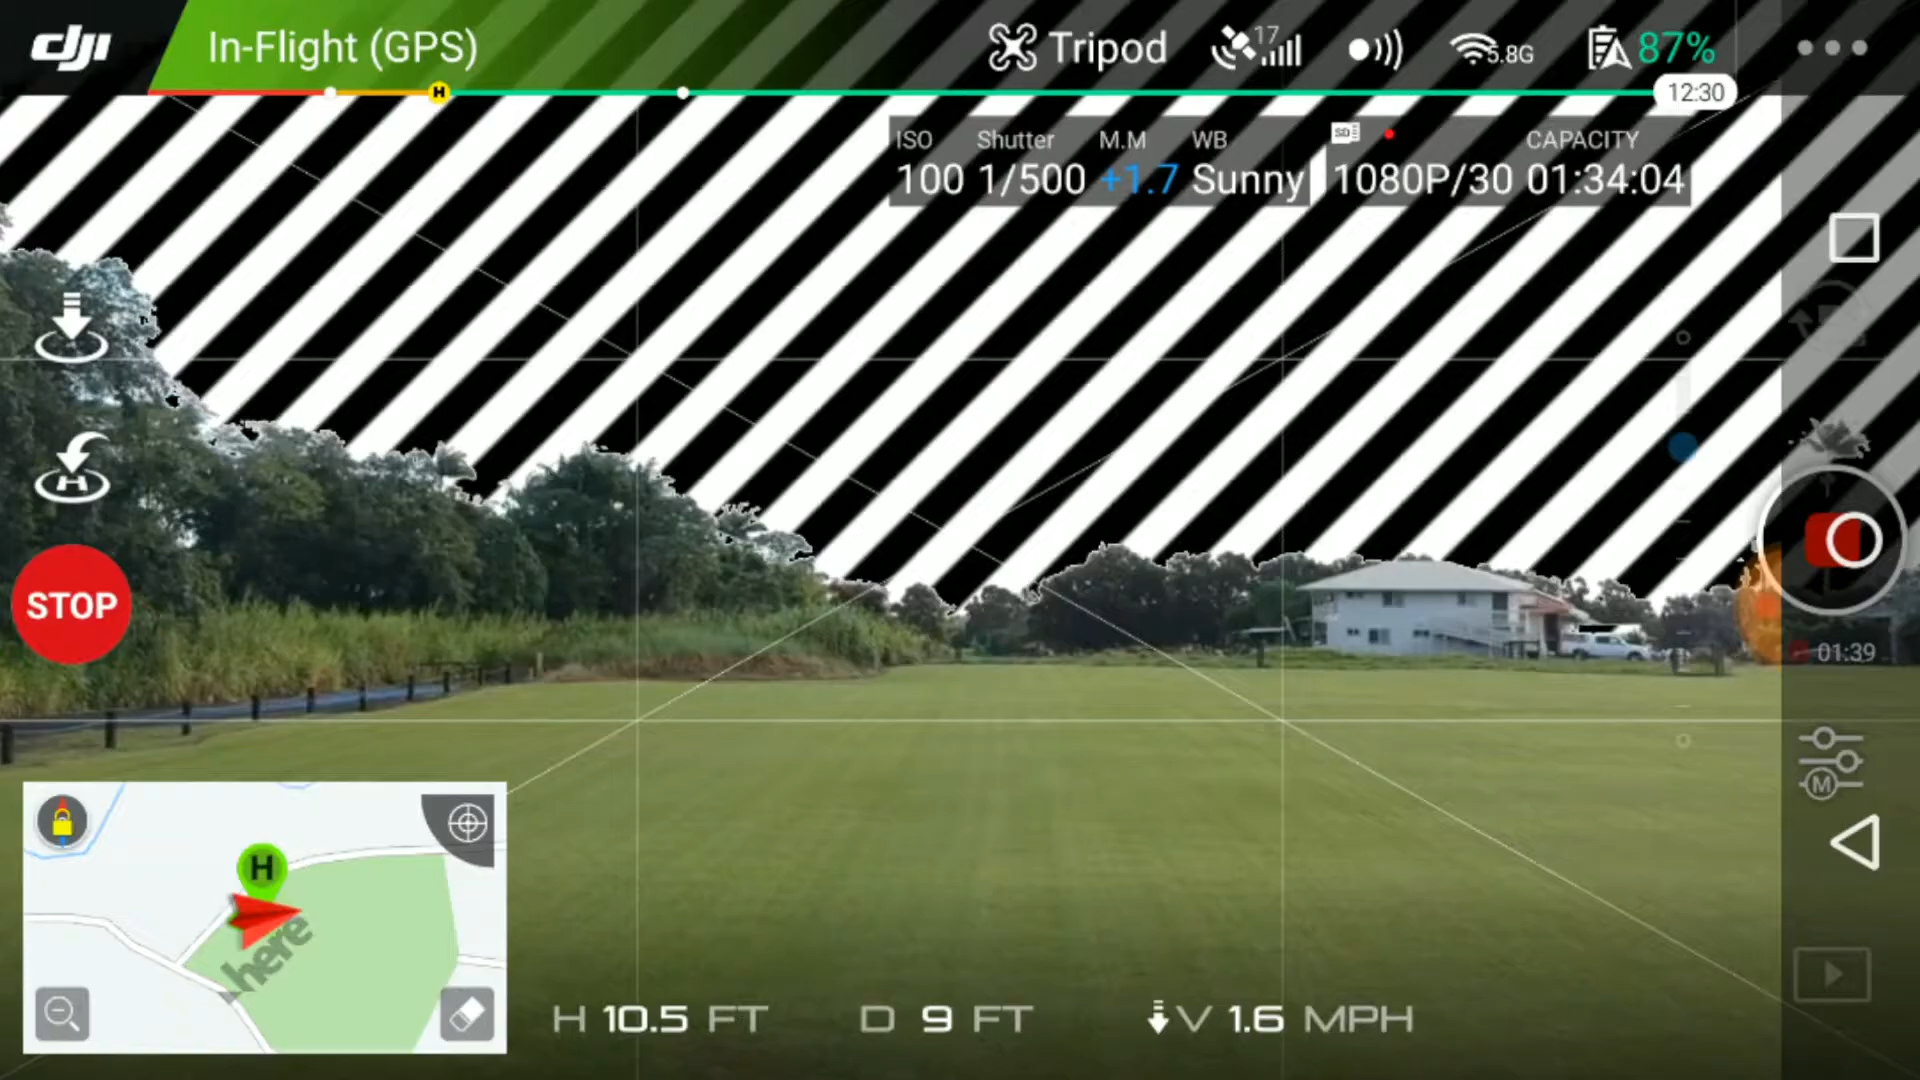 dji In-Flight (GPS) Tripod 17 5.8G 87%
H 12:30
ISO Shutter M.M WB SD CAPACITY
100 1/500 +1.7 Sunny 1080P/30 01:34:04
H
STOP
01:39
M
H
here
H 10.5 FT D 9 FT V 1.6 MPH